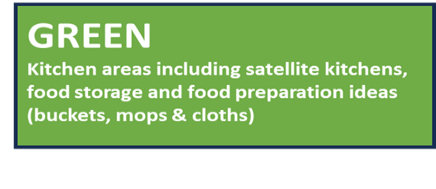 GREEN
Kitchen areas including satellite kitchens,
food storage and food preparation ideas
(buckets, mops & cloths)